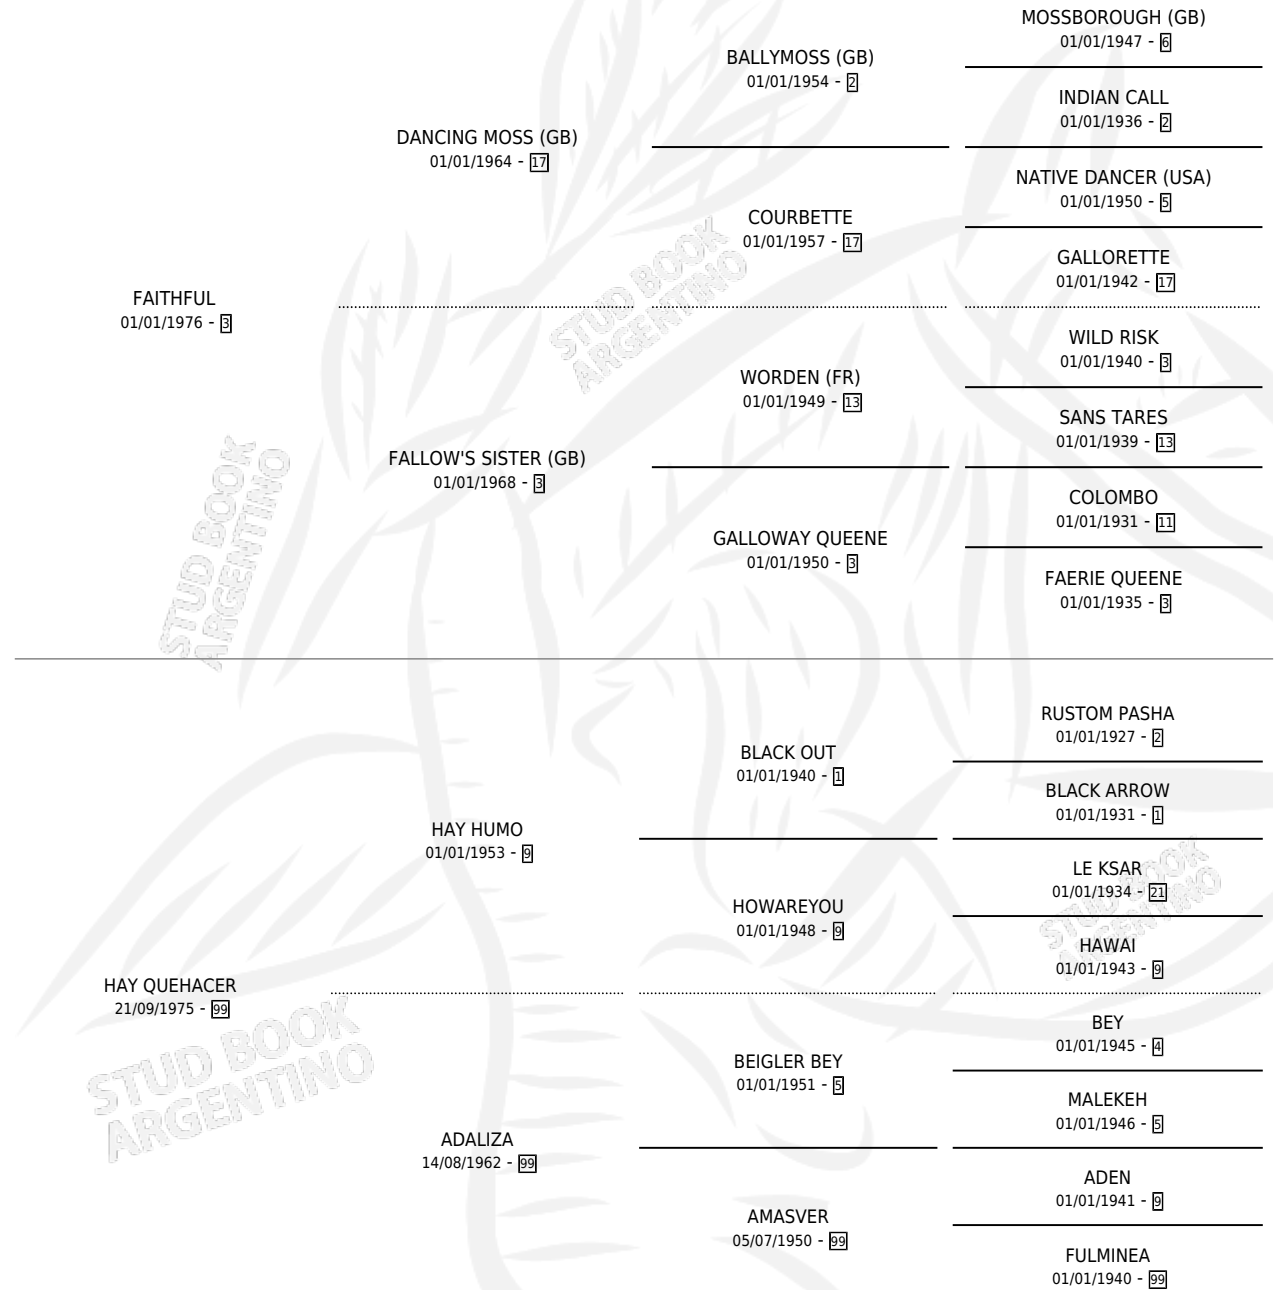 MOSSBOROUGH (GB)
01/01/1947 - 6
BALLYMOSS (GB)
01/01/1954 - 2
INDIAN CALL
01/01/1936 - 2
DANCING MOSS (GB)
01/01/1964 - 17
NATIVE DANCER (USA)
01/01/1950 - 5
COURBETTE
01/01/1957 - 17
GALLORETTE
01/01/1942 - 17
FAITHFUL
01/01/1976 - 3
WILD RISK
01/01/1940 - 3
WORDEN (FR)
01/01/1949 - 13
SANS TARES
01/01/1939 - 13
FALLOW'S SISTER (GB)
01/01/1968 - 3
COLOMBO
01/01/1931 - 11
GALLOWAY QUEENE
01/01/1950 - 3
FAERIE QUEENE
01/01/1935 - 3
STUD BOOK
ARGENTINO
STUD BOOK
ARGENTINO
RUSTOM PASHA
01/01/1927 - 2
BLACK OUT
01/01/1940 - 1
BLACK ARROW
01/01/1931 - 1
HAY HUMO
01/01/1953 - 9
LE KSAR
01/01/1934 - 21
HOWAREYOU
01/01/1948 - 9
HAWAI
01/01/1943 - 9
HAY QUEHACER
21/09/1975 - 99
BEY
01/01/1945 - 4
BEIGLER BEY
01/01/1951 - 5
MALEKEH
01/01/1946 - 5
ADALIZA
14/08/1962 - 99
ADEN
01/01/1941 - 9
AMASVER
05/07/1950 - 99
FULMINEA
01/01/1940 - 99
STUD BOOK
ARGENTINO
STUD BOOK
ARGENTINO